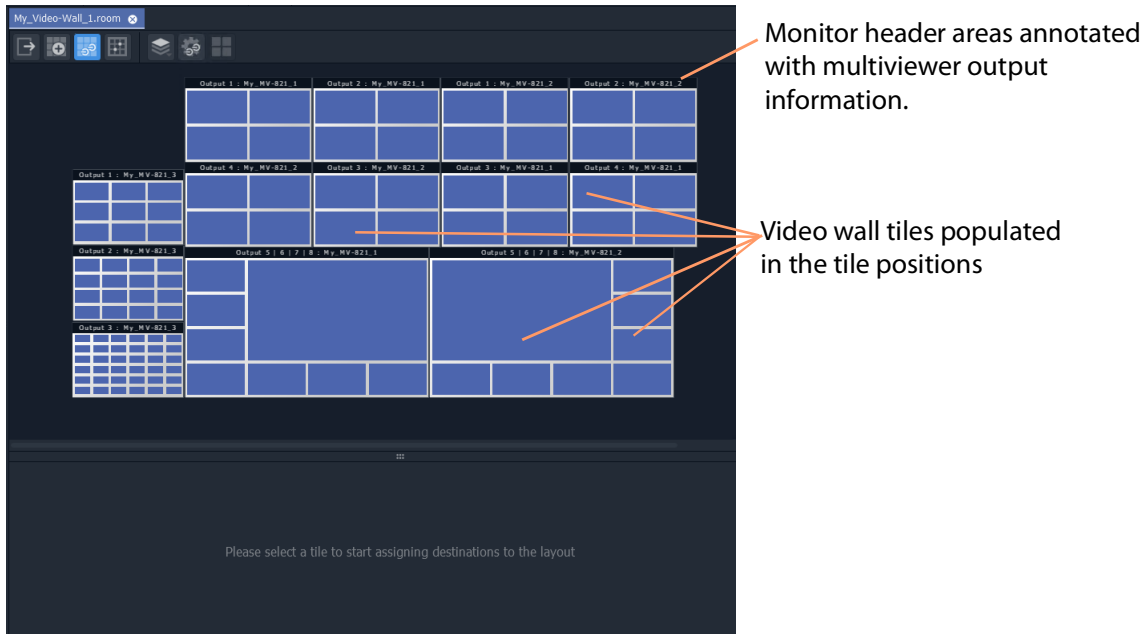 My_Video-Wall_1.room
Monitor header areas annotated
with multiviewer output
information.
Output 1 : My_MV-821_1
Output 2 : My_MV-821_1
Output 1 : My_MV-821_2
Output 2 : My_MV-821_2
Output 4 : My_MV-821_2
Output 3 : My_MV-821_2
Output 3 : My_MV-821_1
Output 4 : My_MV-821_1
Output 1 : My_MV-821_3
Video wall tiles populated
in the tile positions
Output 2 : My_MV-821_3
Output 5 | 6 | 7 | 8 : My_MV-821_1
Output 5 | 6 | 7 | 8 : My_MV-821_2
Output 3 : My_MV-821_3
Please select a tile to start assigning destinations to the layout